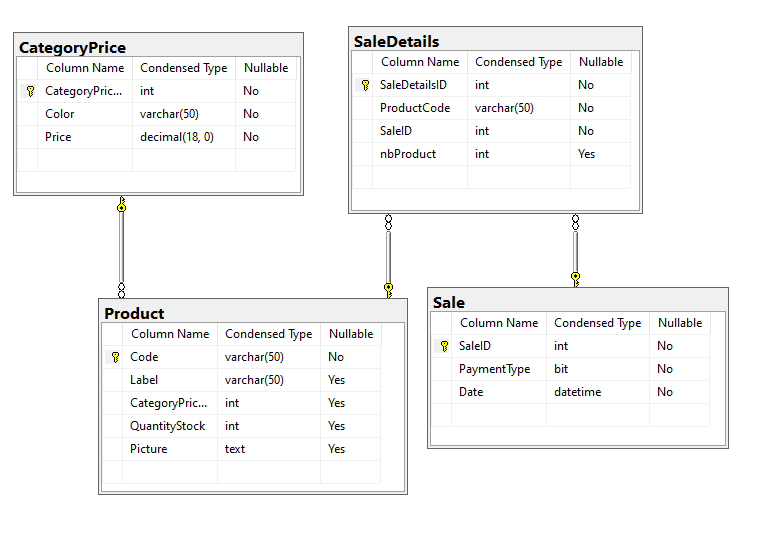 CategoryPrice
Column Name Condensed Type Nullable
CategoryPric... int No
Color varchar(50) No
Price decimal(18, 0) No
SaleDetails
Column Name Condensed Type Nullable
SaleDetailsID int No
ProductCode varchar(50) No
SaleID int No
nbProduct int Yes
Product
Column Name Condensed Type Nullable
Code varchar(50) No
Label varchar(50) Yes
CategoryPric... int Yes
QuantityStock int Yes
Picture text Yes
Sale
Column Name Condensed Type Nullable
SaleID int No
PaymentType bit No
Date datetime No